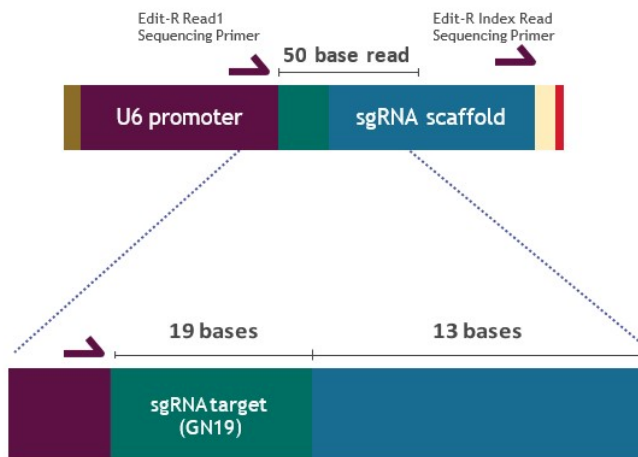 Edit-R Read1
Sequencing Primer
Edit-R Index Read
Sequencing Primer
50 base read
U6 promoter
sgRNA scaffold
19 bases
13 bases
sgRNA target
(GN19)